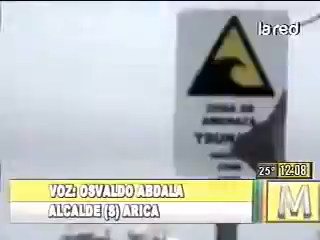 lared
ZONA DE
AMENAZA
TSUNAMI
25° 12:08
VOZ: OSVALDO ABDALA
ALCALDE (S) ARICA
M